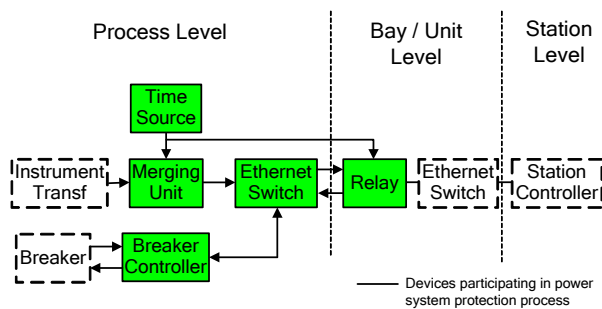 Process Level
Bay / Unit
Level
Station
Level
Time
Source
Instrument
Transf
Merging
Unit
Ethernet
Switch
Relay
Ethernet
Switch
Station
Controller
Breaker
Breaker
Controller
Devices participating in power
system protection process